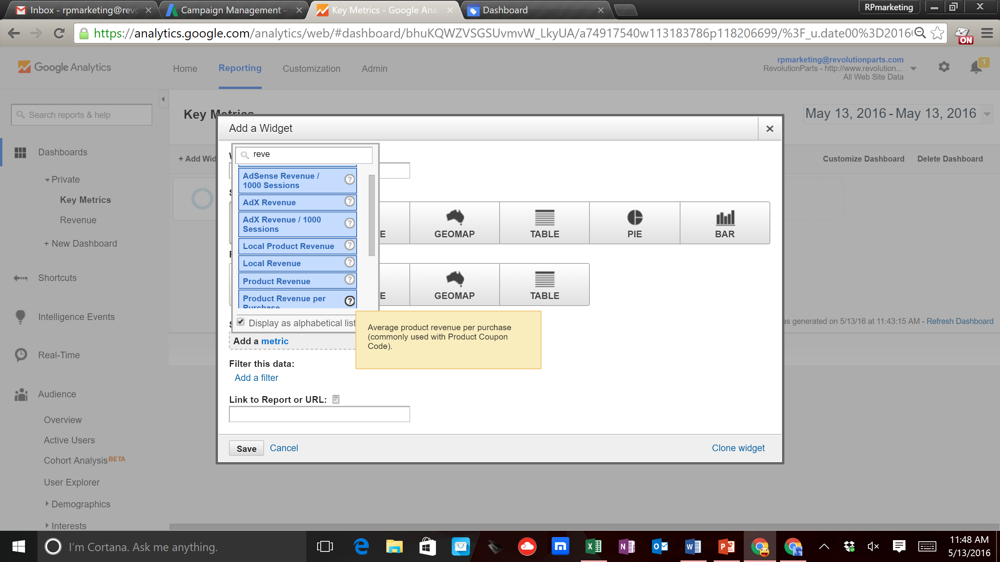 Inbox - rpmarketing@revo
Campaign Management -
Key Metrics - Google Anal
Dashboard
RPmarketing
https://analytics.google.com/analytics/web/#dashboard/bhuKQWZVSGSUvmvW_LkyUA/a74917540w113183786p118206699/%3F_u.date00%3D2016
ON
Google Analytics
Home
Reporting
Customization
Admin
rpmarketing@revolutionparts.com
RevolutionParts - http://www.revolution...
All Web Site Data
1
Search reports & help
Key Metrics
May 13, 2016 - May 13, 2016
Dashboards
+ Add Wid
Customize Dashboard
Delete Dashboard
Private
Key Metrics
Revenue
+ New Dashboard
Shortcuts
Intelligence Events
Real-Time
Audience
Overview
Active Users
Cohort Analysis BETA
User Explorer
Demographics
Interests
Add a Widget
reve
AdSense Revenue /
1000 Sessions
AdX Revenue
AdX Revenue / 1000
Sessions
Local Product Revenue
Local Revenue
Product Revenue
Product Revenue per
Purchase
Display as alphabetical list
E
GEOMAP
TABLE
PIE
BAR
E
GEOMAP
TABLE
Average product revenue per purchase
(commonly used with Product Coupon
Code).
Add a metric
Filter this data:
Add a filter
Link to Report or URL:
Save
Cancel
Clone widget
as generated on 5/13/16 at 11:43:15 AM - Refresh Dashboard
I'm Cortana. Ask me anything.
11:48 AM
5/13/2016